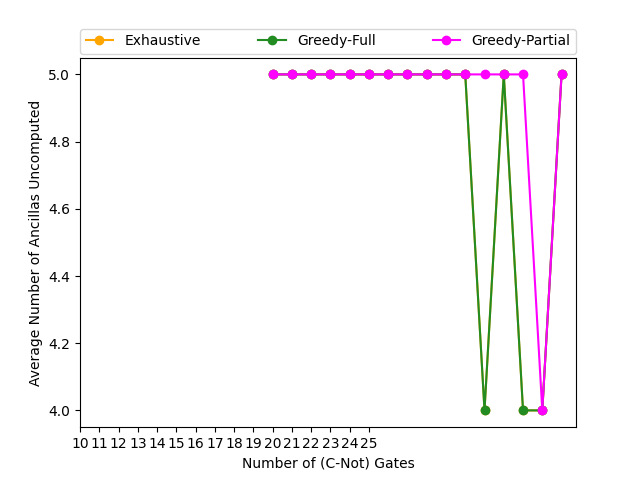 Exhaustive Greedy-Full Greedy-Partial
5.0
4.8
4.6
4.4
4.2
4.0
Average Number of Ancillas Uncomputed
10 11 12 13 14 15 16 17 18 19 20 21 22 23 24 25
Number of (C-Not) Gates